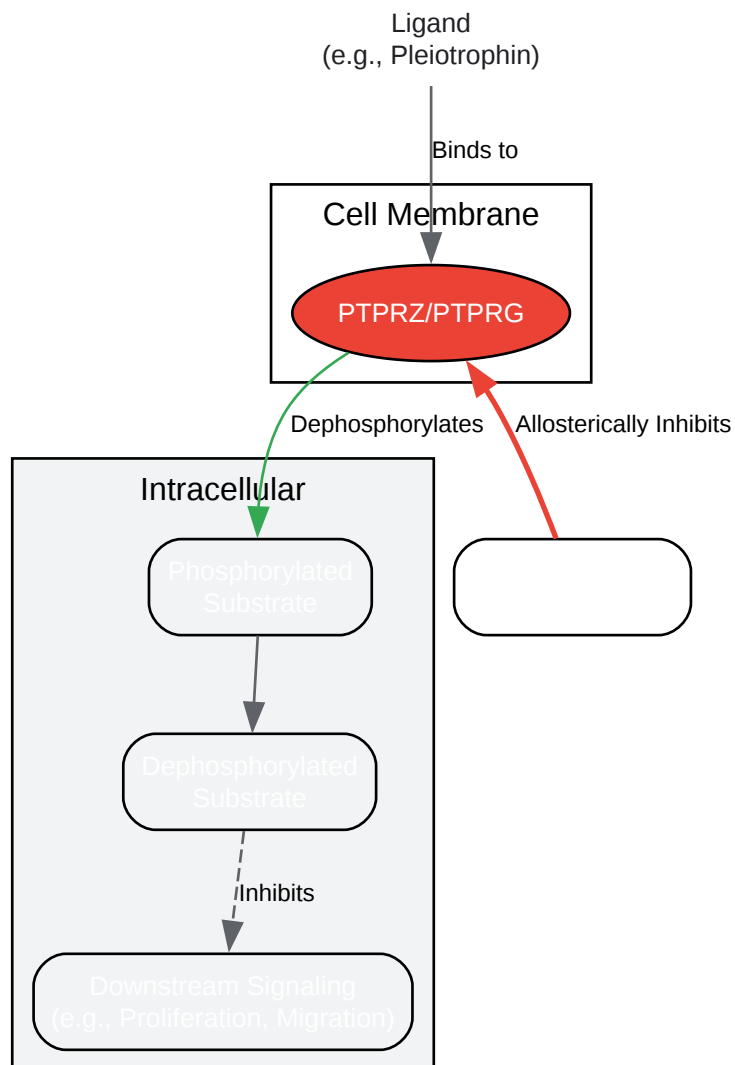 Ligand
(e.g., Pleiotrophin)
Binds to
Cell Membrane
PTPRZ/PTPRG
Dephosphorylates
Allosterically Inhibits
Intracellular
Phosphorylated
Substrate
Dephosphorylated
Substrate
Inhibits
Downstream Signaling
(e.g., Proliferation, Migration)